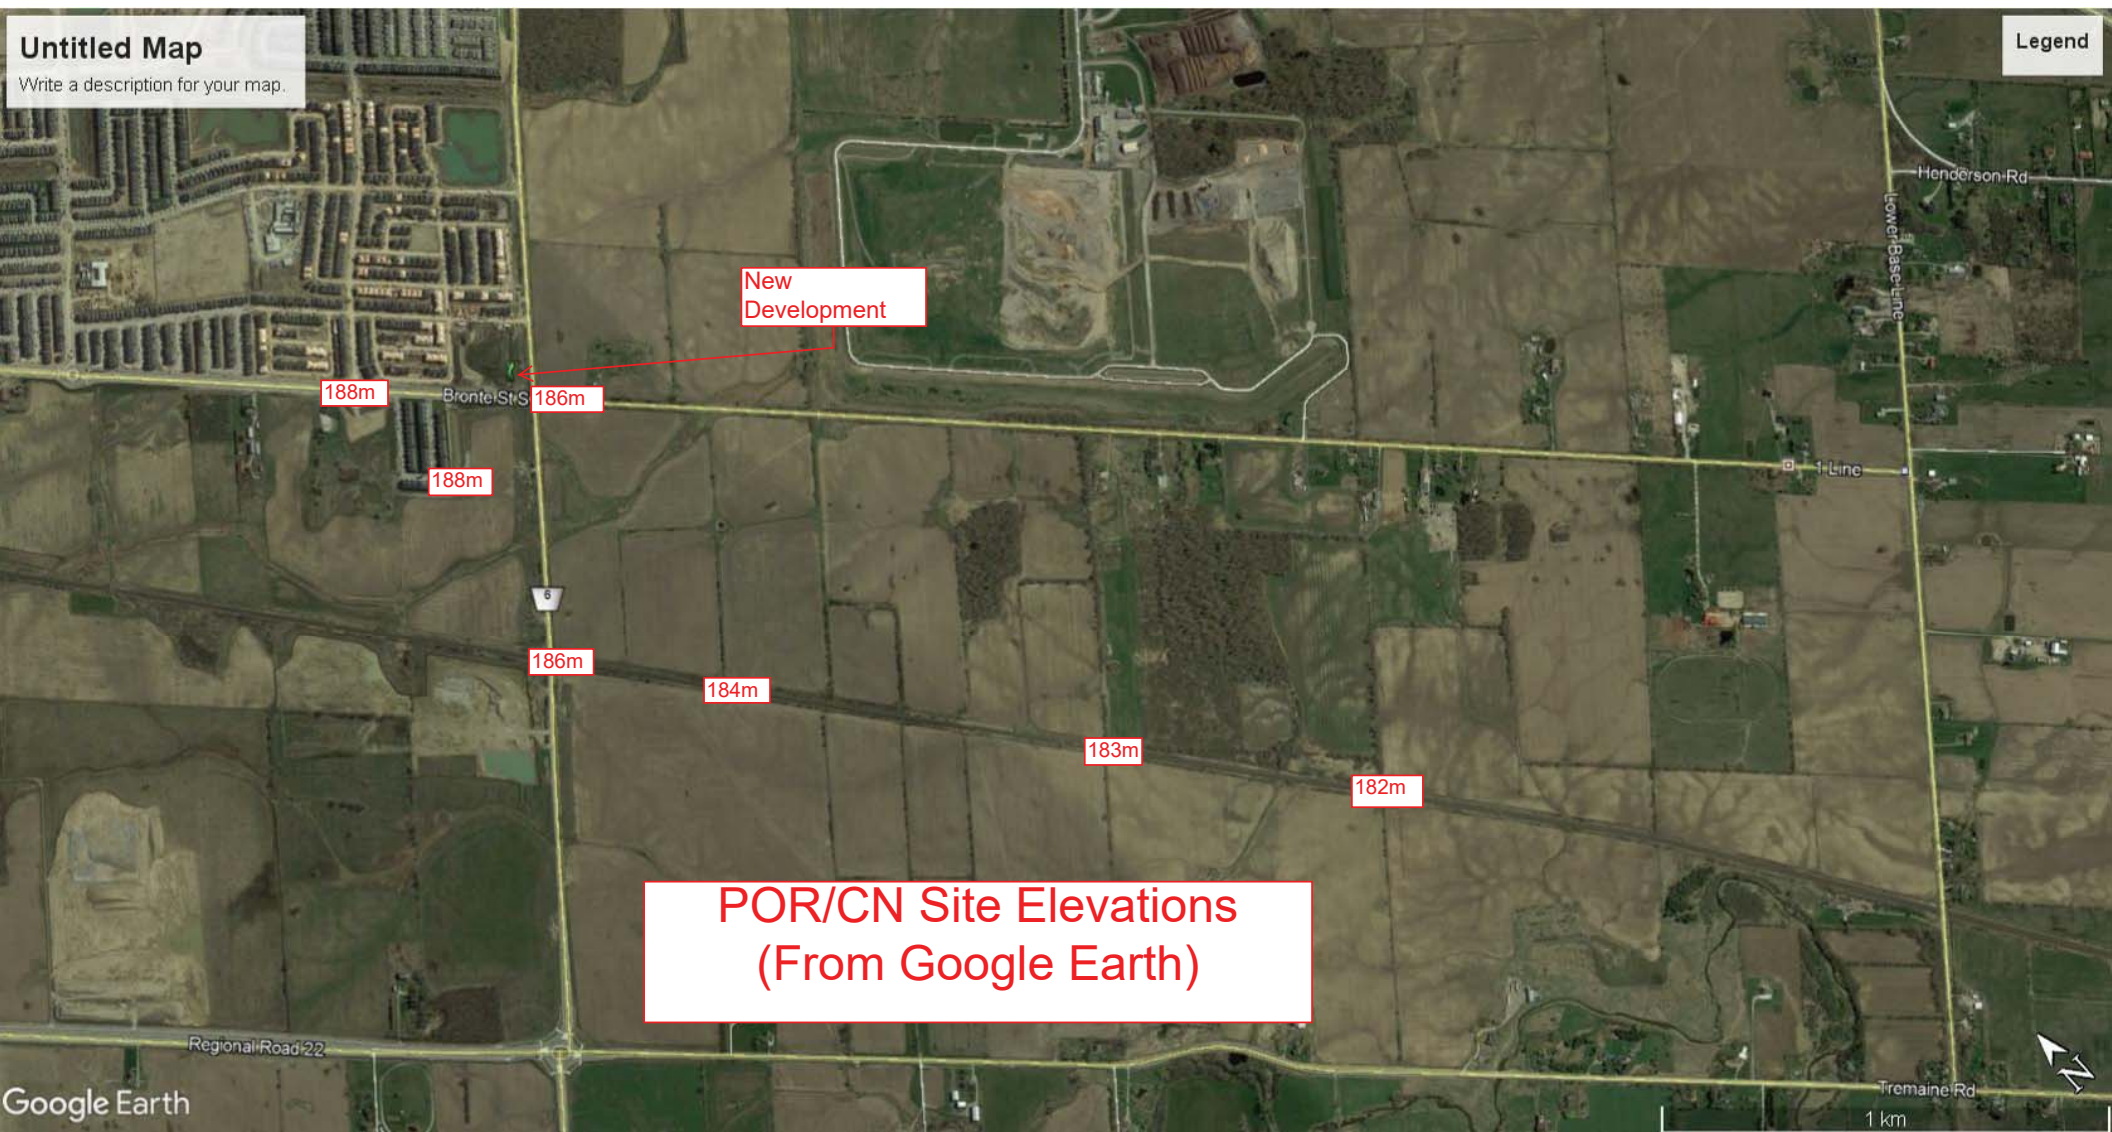 Untitled Map
Write a description for your map.
Legend
Henderson Rd
Lower Base Line
New
Development
188m
Bronte St S
186m
188m
1 Line
6
186m
184m
183m
182m
POR/CN Site Elevations
(From Google Earth)
Regional Road 22
N
Tremaine Rd
Google Earth
1 km